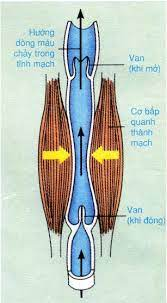 Hướng
dòng máu
chảy trong
tĩnh mạch
Van
(khi mở)
Cơ bắp
quanh
thành
mạch
Van
(khi đóng)